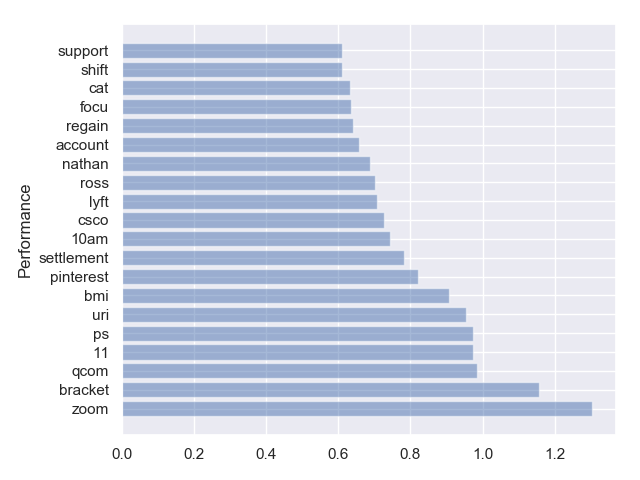 support
shift
cat
focu
regain
account
nathan
ross
lyft
csco
10am
settlement
pinterest
bmi
uri
ps
11
qcom
bracket
zoom
Performance
0.0 0.2 0.4 0.6 0.8 1.0 1.2